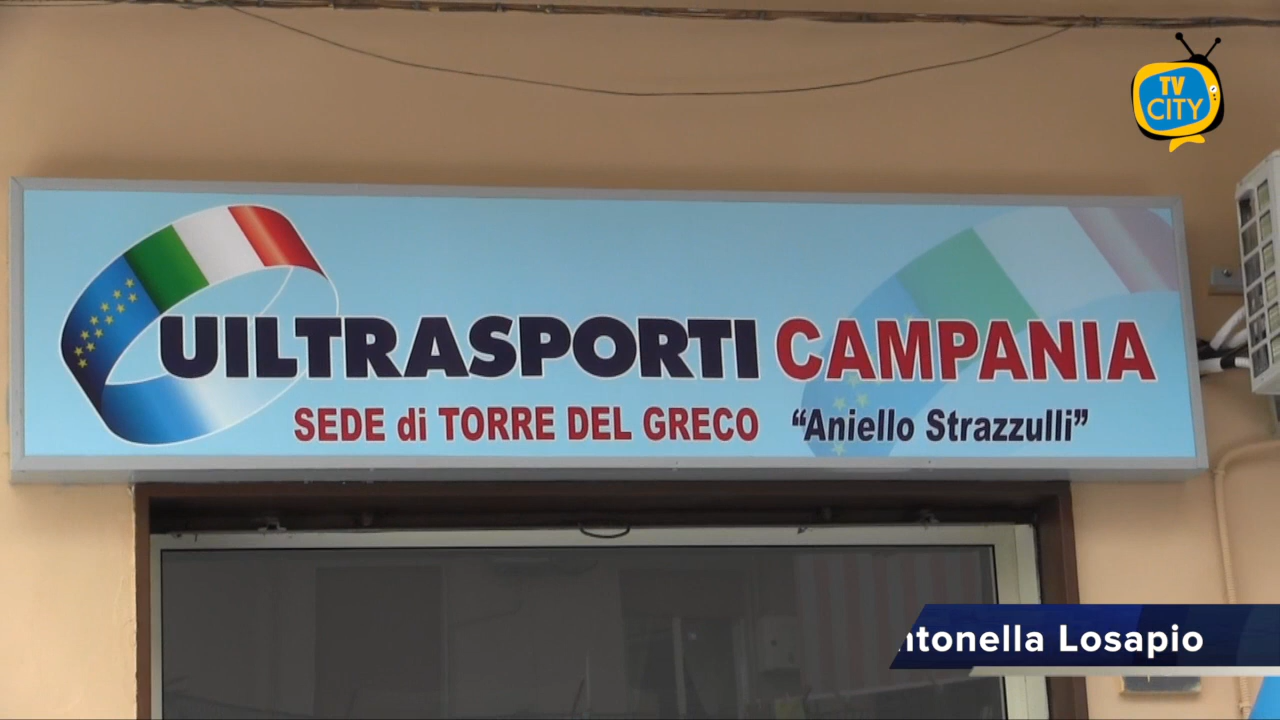 TV
CITY
UILTRASPORTI CAMPANIA
SEDE di TORRE DEL GRECO “Aniello Strazzulli”
ntonella Losapio